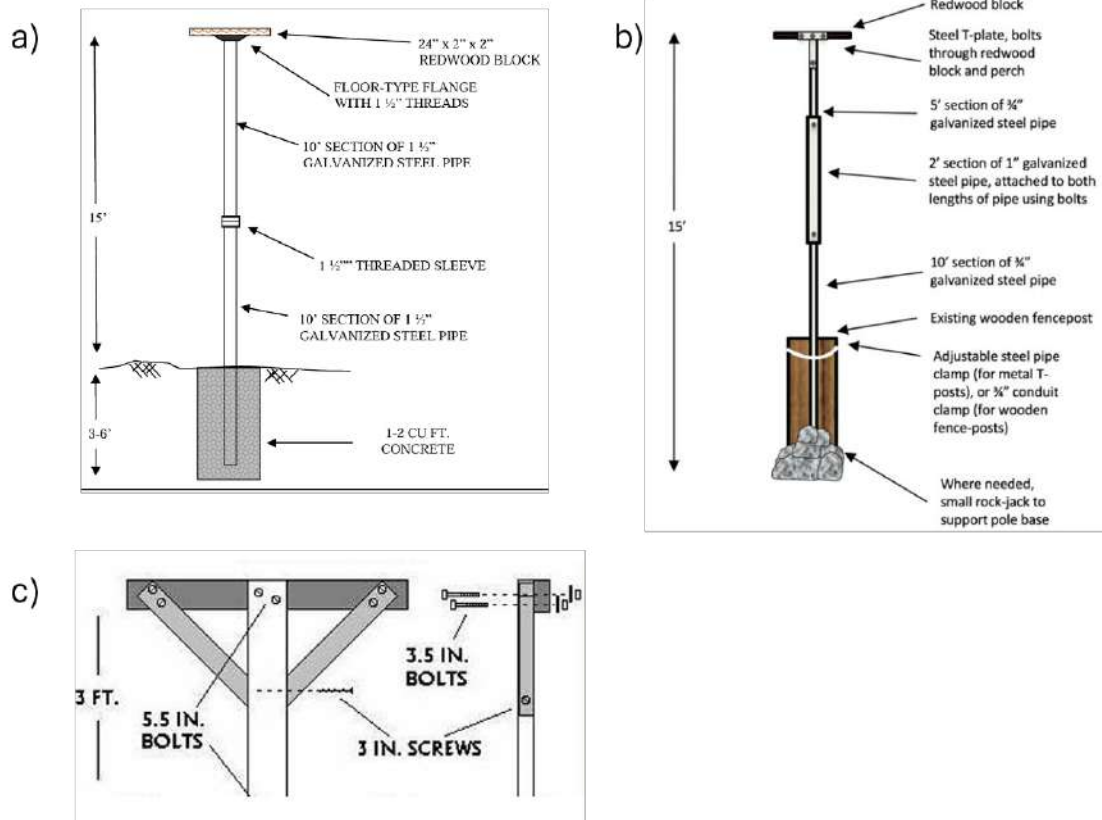 a)
24" x 2" x 2"
REDWOOD BLOCK
FLOOR-TYPE FLANGE
WITH 1 ½" THREADS
10' SECTION OF 1 ½"
GALVANIZED STEEL PIPE
15'
1 ½"" THREADED SLEEVE
10' SECTION OF 1 ½"
GALVANIZED STEEL PIPE
3-6'
1-2 CU FT.
CONCRETE
b)
Redwood block
Steel T-plate, bolts
through redwood
block and perch
5' section of ¾"
galvanized steel pipe
2' section of 1" galvanized
steel pipe, attached to both
lengths of pipe using bolts
15'
10' section of ¾"
galvanized steel pipe
Existing wooden fencepost
Adjustable steel pipe
clamp (for metal T-
posts), or ¾" conduit
clamp (for wooden
fence-posts)
Where needed,
small rock-jack to
support pole base
c)
3 FT.
5.5 IN.
BOLTS
3.5 IN.
BOLTS
3 IN. SCREWS